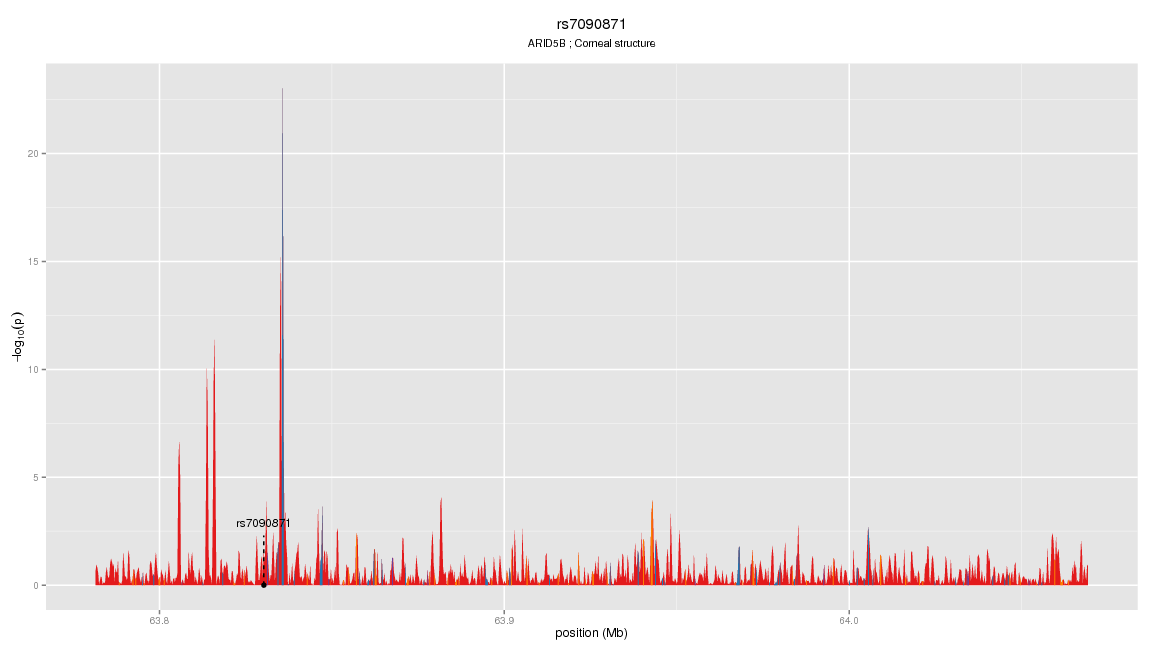 rs7090871
ARID5B ; Corneal structure
−log10(p)
20
15
10
5
0
rs7090871
63.8
63.9
64.0
position (Mb)